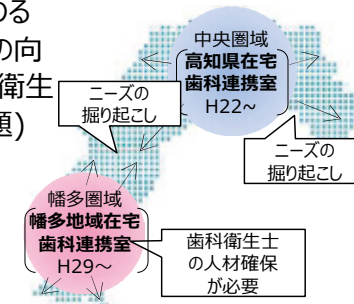 める
の向
衛生
題)
中央圏域
高知県在宅
歯科連携室
H22~
ニーズの
掘り起こし
ニーズの
掘り起こし
幡多圏域
幡多地域在宅
歯科連携室
H29～
歯科衛生士
の人材確保
が必要